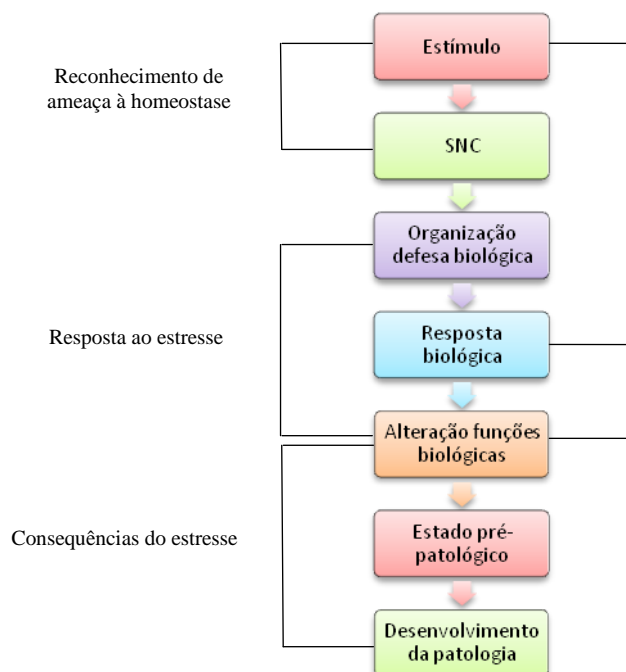 Estímulo
Reconhecimento de
ameaça à homeostase
SNC
Organização
defesa biológica
Resposta ao estresse
Resposta
biológica
Alteração funções
biológicas
Consequências do estresse
Estado pré-
patológico
Desenvolvimento
da patologia